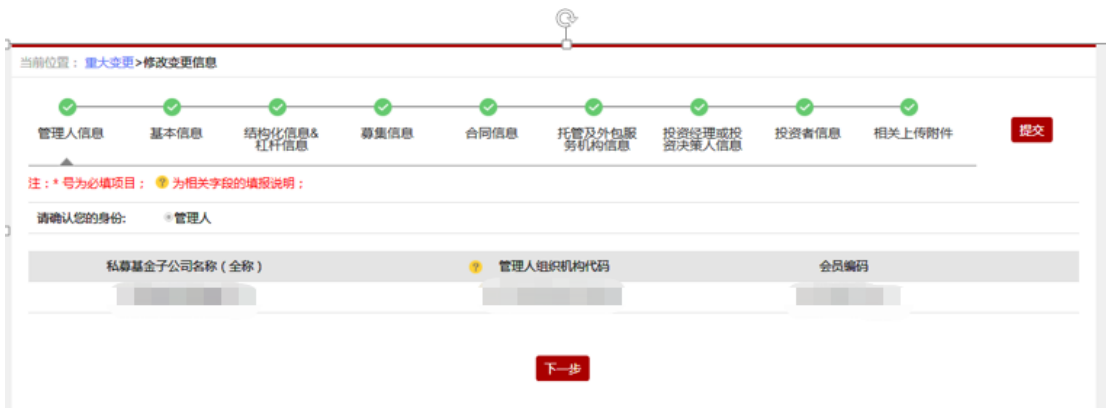 当前位置：重大变更>修改变更信息
管理人信息
基本信息
结构化信息&
杠杆信息
募集信息
合同信息
托管及外包服
务机构信息
投资经理或投
资决策人信息
投资者信息
相关上传附件
提交
注：* 号为必填项目； ? 为相关字段的填报说明；
请确认您的身份: 管理人
私募基金子公司名称（全称） ? 管理人组织机构代码 会员编码
下一步